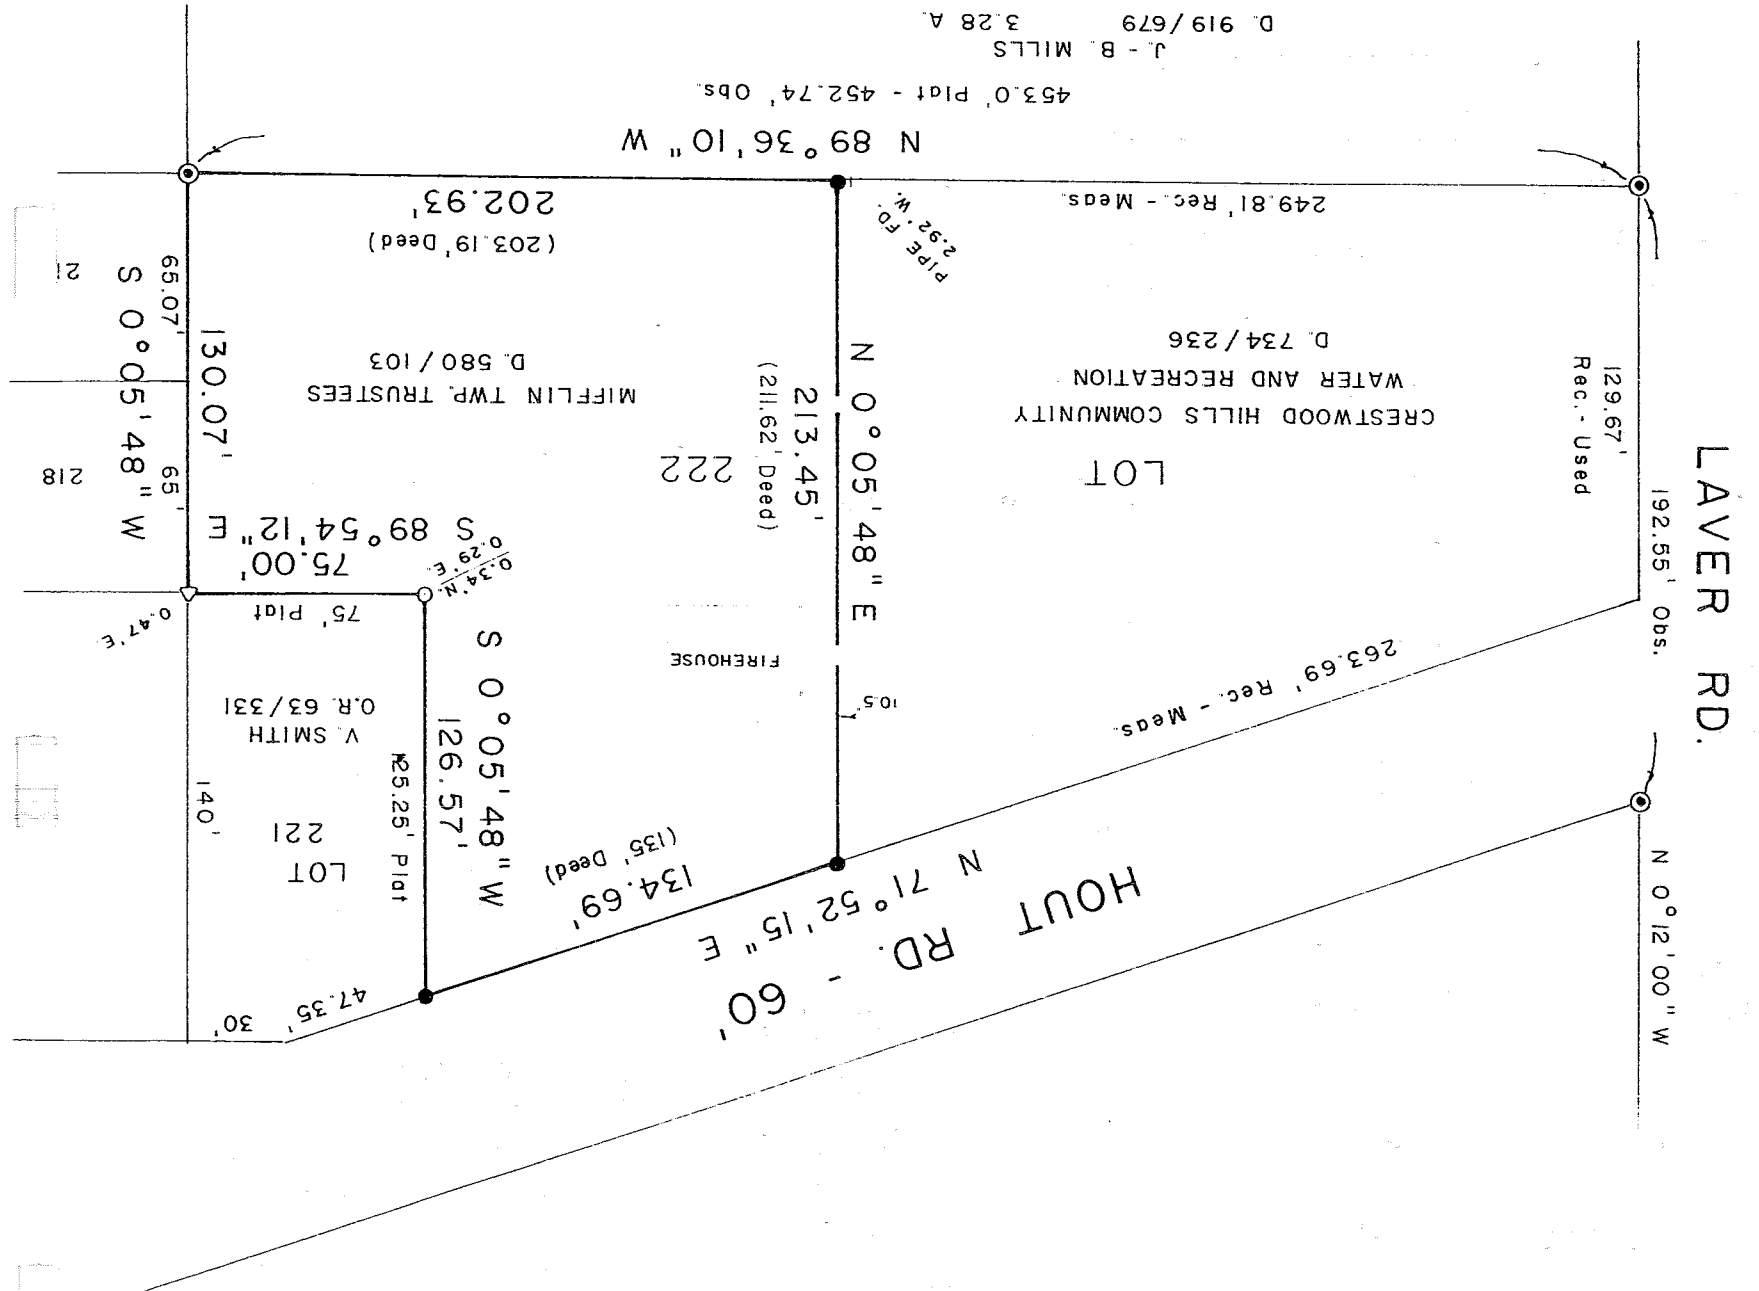 D. 919/679 3.28 A.
J. - B. MILLS
453.0' Plat - 452.74' Obs.
N 89° 36' 10" W
202.93'
(203.19' Deed)
249.81' Rec. - Meas.
PIPE FD.
2.92' W.
65.07'
S 0° 05' 48" W
130.07'
65'
218
MIFFLIN TWP. TRUSTEES
D. 580/103
222
N 0° 05' 48" E
213.45'
(211.62' Deed)
LOT
CRESTWOOD HILLS COMMUNITY
WATER AND RECREATION
D. 734/236
129.67'
Rec. - Used
192.55' Obs.
LAVER RD.
S 89° 54' 12" E
75.00'
75' Plat
0.34' N.
0.29' E.
0.47' E.
FIREHOUSE
10.5'
263.69' Rec. - Meas.
V. SMITH
O.R. 63/331
LOT
221
140'
125.25' Plat
S 0° 05' 48" W
126.57'
134.69'
(135' Deed)
N 71° 52' 15" E
HOUT RD. - 60'
47.35'
30'
N 0° 12' 00" W